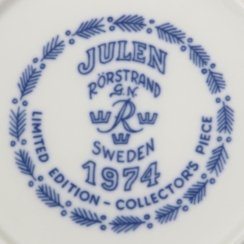 JULEN
RÖRSTRAND
G.N.
R
SWEDEN
1974
LIMITED EDITION - COLLECTOR'S PIECE